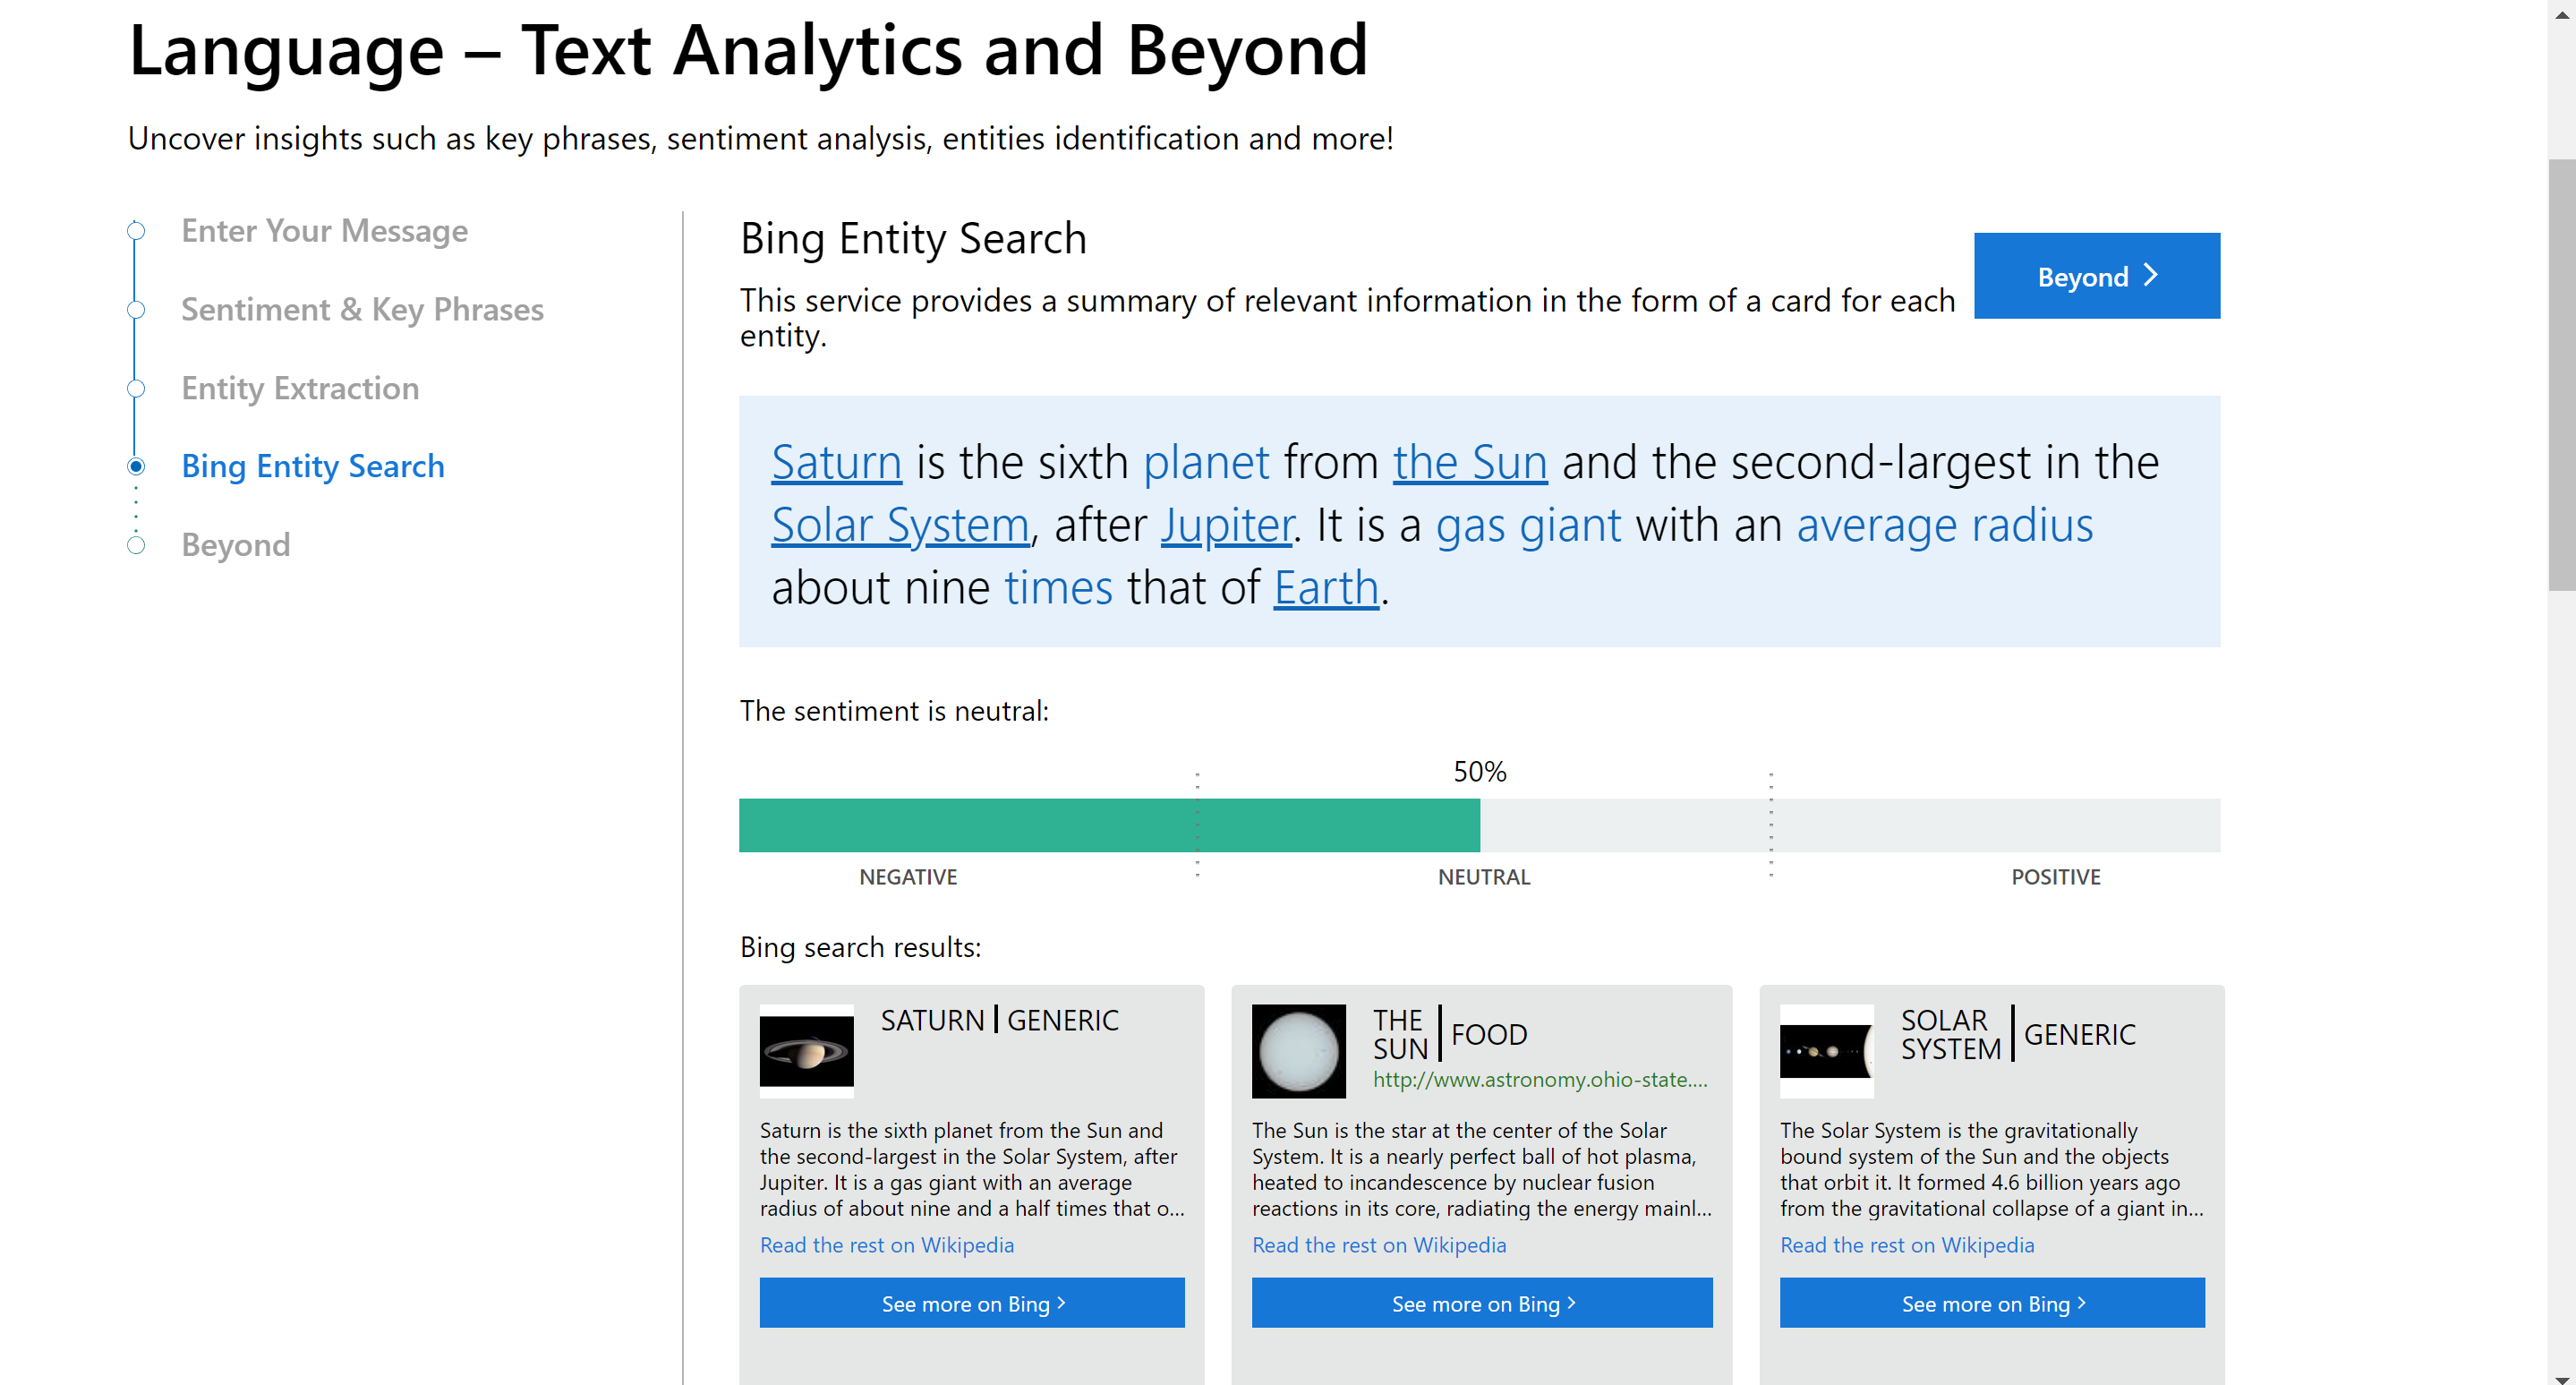 Language – Text Analytics and Beyond
Uncover insights such as key phrases, sentiment analysis, entities identification and more!
Enter Your Message
Sentiment & Key Phrases
Entity Extraction
Bing Entity Search
Beyond
Bing Entity Search
This service provides a summary of relevant information in the form of a card for each
entity.
Beyond
Saturn is the sixth planet from the Sun and the second-largest in the
Solar System, after Jupiter. It is a gas giant with an average radius
about nine times that of Earth.
The sentiment is neutral:
50%
NEGATIVE
NEUTRAL
POSITIVE
Bing search results:
SATURN GENERIC
Saturn is the sixth planet from the Sun and
the second-largest in the Solar System, after
Jupiter. It is a gas giant with an average
radius of about nine and a half times that o...
Read the rest on Wikipedia
See more on Bing
THE
SUN
FOOD
http://www.astronomy.ohio-state....
The Sun is the star at the center of the Solar
System. It is a nearly perfect ball of hot plasma,
heated to incandescence by nuclear fusion
reactions in its core, radiating the energy mainl...
Read the rest on Wikipedia
See more on Bing
SOLAR
SYSTEM
GENERIC
The Solar System is the gravitationally
bound system of the Sun and the objects
that orbit it. It formed 4.6 billion years ago
from the gravitational collapse of a giant in...
Read the rest on Wikipedia
See more on Bing